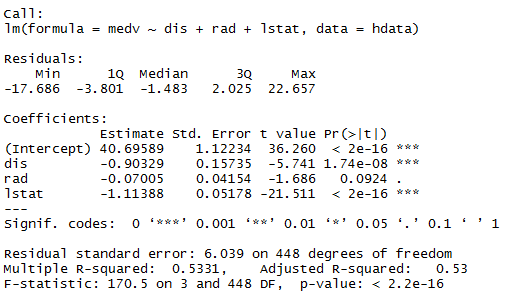 Call:
lm(formula = medv ~ dis + rad + lstat, data = hdata)
Residuals:
    Min      1Q  Median      3Q     Max
-17.686  -3.801  -1.483   2.025  22.657
Coefficients:
            Estimate Std. Error t value Pr(>|t|)
(Intercept) 40.69589    1.12234  36.260  < 2e-16 ***
dis         -0.90329    0.15735  -5.741 1.74e-08 ***
rad         -0.07005    0.04154  -1.686   0.0924 .
lstat       -1.11388    0.05178 -21.511  < 2e-16 ***
---
Signif. codes:  0 ‘***’ 0.001 ‘**’ 0.01 ‘*’ 0.05 ‘.’ 0.1 ‘ ’ 1
Residual standard error: 6.039 on 448 degrees of freedom
Multiple R-squared:  0.5331,	Adjusted R-squared:   0.53
F-statistic: 170.5 on 3 and 448 DF,  p-value: < 2.2e-16